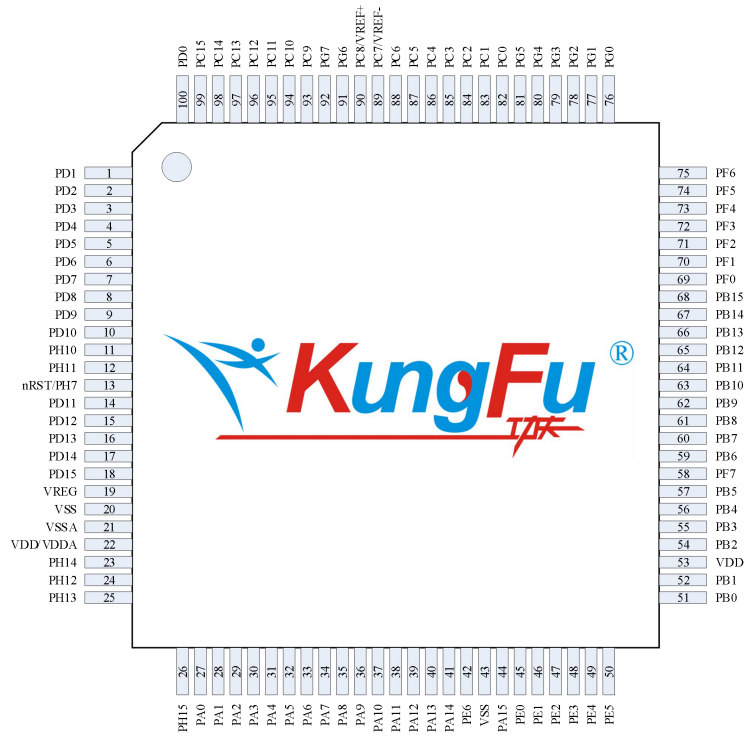 PD0 PC15 PC14 PC13 PC12 PC11 PC10 PC9 PG7 PG6 PC8/VREF+ PC7/VREF- PC6 PC5 PC4 PC3 PC2 PC1 PC0 PG5 PG4 PG3 PG2 PG1 PG0
100 99 98 97 96 95 94 93 92 91 90 89 88 87 86 85 84 83 82 81 80 79 78 77 76
PD1 1 75 PF6
PD2 2 74 PF5
PD3 3 73 PF4
PD4 4 72 PF3
PD5 5 71 PF2
PD6 6 70 PF1
PD7 7 69 PF0
PD8 8 68 PB15
PD9 9 67 PB14
PD10 10 66 PB13
PH10 11 65 PB12
PH11 12 64 PB11
nRST/PH7 13 63 PB10
PD11 14 62 PB9
PD12 15 61 PB8
PD13 16 60 PB7
PD14 17 59 PB6
PD15 18 58 PF7
VREG 19 57 PB5
VSS 20 56 PB4
VSSA 21 55 PB3
VDD/VDDA 22 54 PB2
PH14 23 53 VDD
PH12 24 52 PB1
PH13 25 51 PB0
KungFu ®
功夫
26 27 28 29 30 31 32 33 34 35 36 37 38 39 40 41 42 43 44 45 46 47 48 49 50
PH15 PA0 PA1 PA2 PA3 PA4 PA5 PA6 PA7 PA8 PA9 PA10 PA11 PA12 PA13 PA14 PE6 VSS PA15 PE0 PE1 PE2 PE3 PE4 PE5